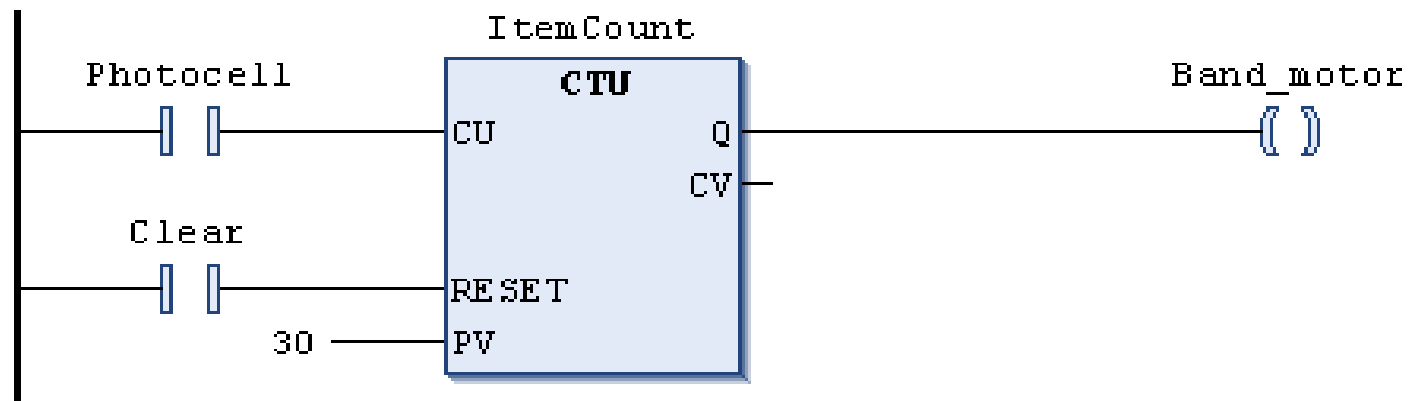 ItemCount
Photocell
CTU
Band_motor
CU
Q
CV
Clear
RESET
30
PV